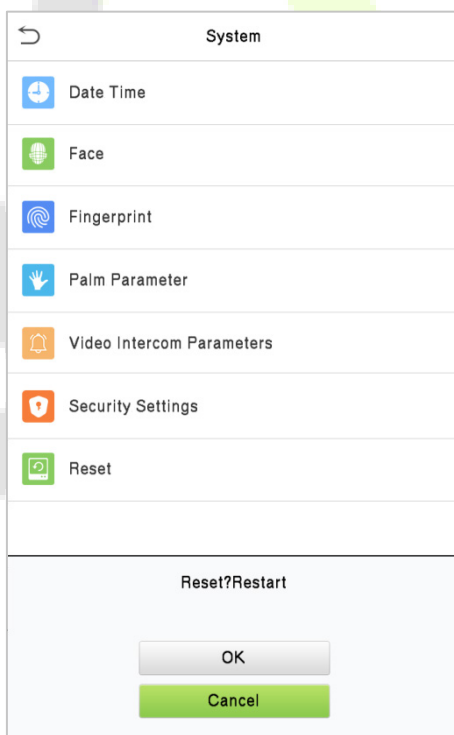 System
Date Time
Face
Fingerprint
Palm Parameter
Video Intercom Parameters
Security Settings
Reset
Reset?Restart
OK
Cancel